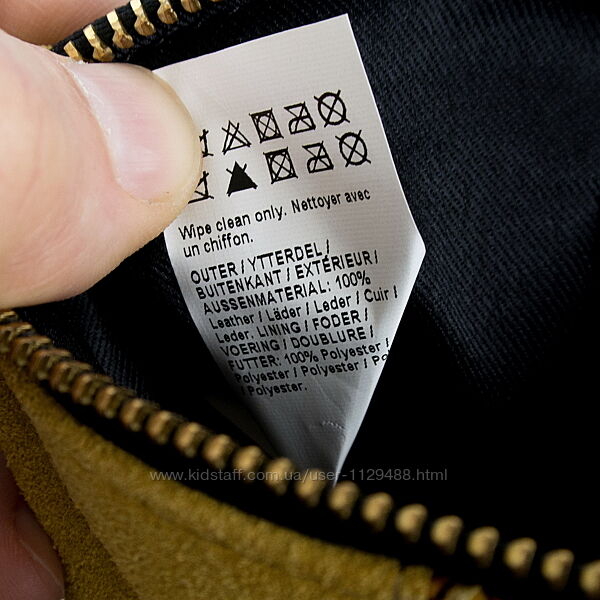 Wipe clean only. Nettoyer avec
un chiffon.
OUTER / YTTERDEL /
BUITENKANT / EXTÉRIEUR /
AUSSENMATERIAL: 100%
Leather / Läder / Leder / Cuir /
Leder. LINING / FODER /
VOERING / DOUBLURE /
FUTTER: 100% Polyester /
Polyester / Polyester / Po
/ Polyester.
www.kidstaff.com.ua/user-1129488.html